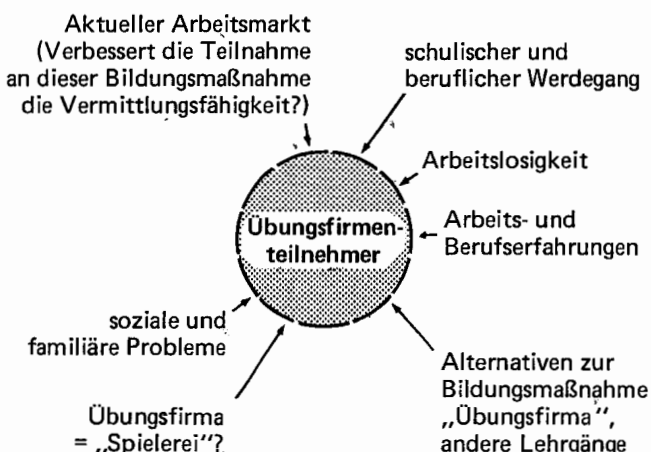 Aktueller Arbeitsmarkt
(Verbessert die Teilnahme
an dieser Bildungsmaßnahme
die Vermittlungsfähigkeit?)
schulischer und
beruflicher Werdegang
Arbeitslosigkeit
Übungsfirmen-
teilnehmer
Arbeits- und
Berufserfahrungen
soziale und
familiäre Probleme
Alternativen zur
Bildungsmaßnahme
„Übungsfirma“,
andere Lehrgänge
Übungsfirma
= „Spielerei“?